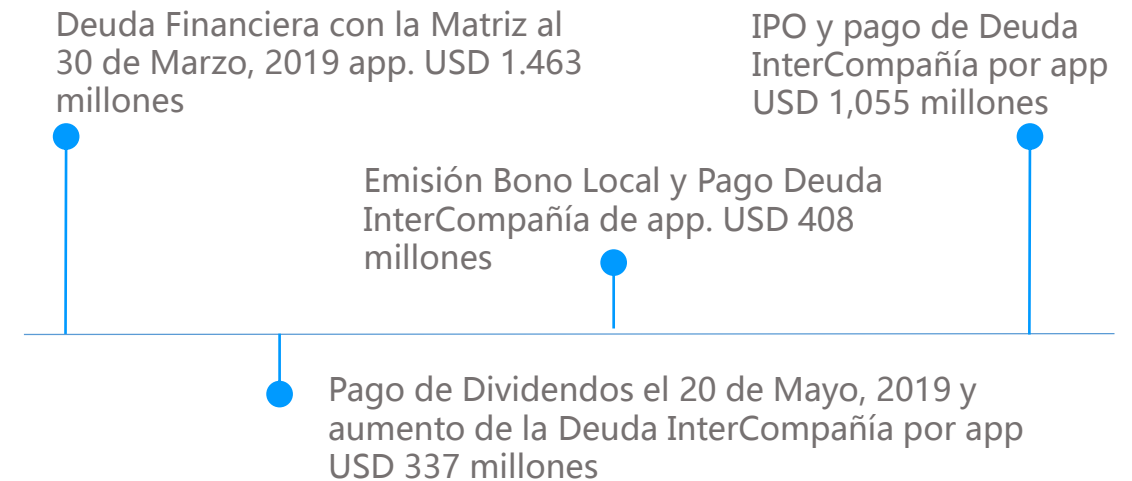 Deuda Financiera con la Matriz al
30 de Marzo, 2019 app. USD 1.463
millones
Pago de Dividendos el 20 de Mayo, 2019 y
aumento de la Deuda InterCompañía por app
USD 337 millones
Emisión Bono Local y Pago Deuda
InterCompañía de app. USD 408
millones
IPO y pago de Deuda
InterCompañía por app
USD 1,055 millones